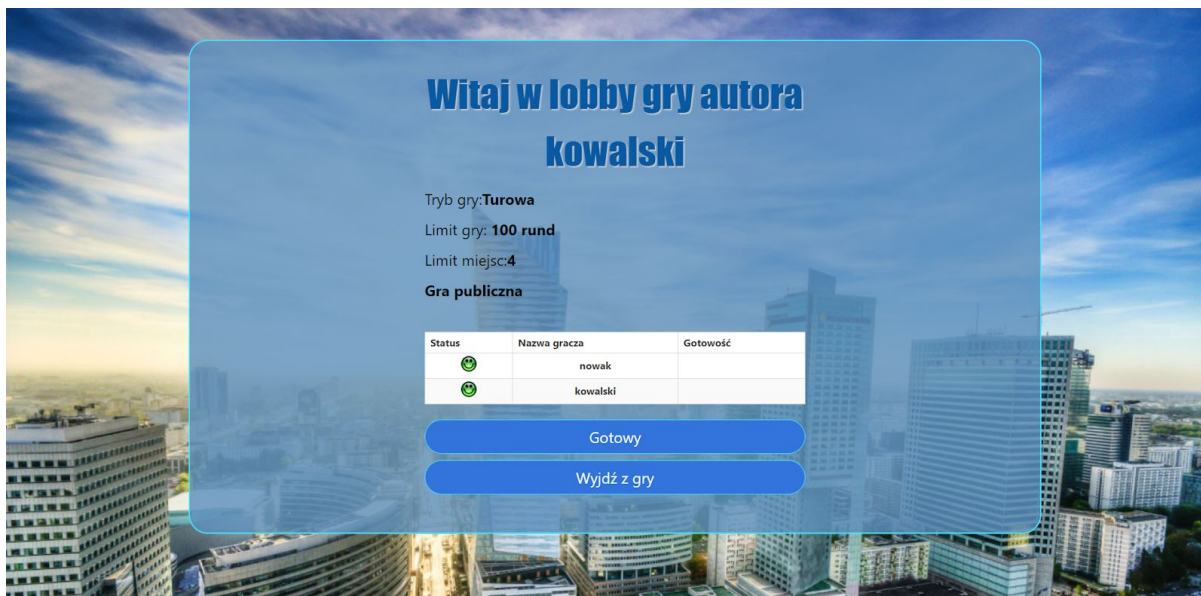 Witaj w lobby gry autora
kowalski
Tryb gry:Turowa
Limit gry: 100 rund
Limit miejsc:4
Gra publiczna
Status Nazwa gracza Gotowość
nowak
kowalski
Gotowy
Wyjdź z gry